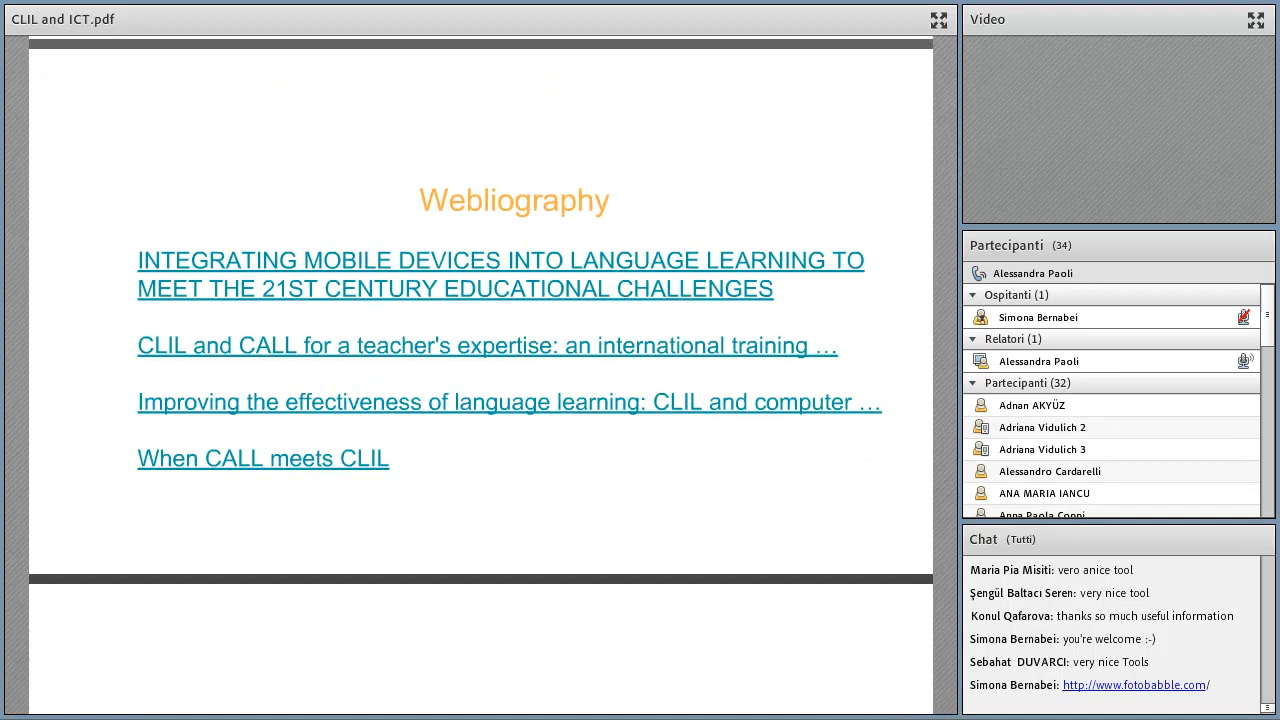 CLIL and ICT.pdf
Webliography
INTEGRATING MOBILE DEVICES INTO LANGUAGE LEARNING TO
MEET THE 21ST CENTURY EDUCATIONAL CHALLENGES
CLIL and CALL for a teacher's expertise: an international training …
Improving the effectiveness of language learning: CLIL and computer …
When CALL meets CLIL
Video
Partecipanti (34)
Alessandra Paoli
Ospitanti (1)
Simona Bernabei
Relatori (1)
Alessandra Paoli
Partecipanti (32)
Adnan AKYÜZ
Adriana Vidulich 2
Adriana Vidulich 3
Alessandro Cardarelli
ANA MARIA IANCU
Anna Paola Coppi
Chat (Tutti)
Maria Pia Misiti: vero anice tool
Şengül Baltacı Seren: very nice tool
Konul Qafarova: thanks so much useful information
Simona Bernabei: you're welcome :-)
Sebahat DUVARCI: very nice Tools
Simona Bernabei: http://www.fotobabble.com/